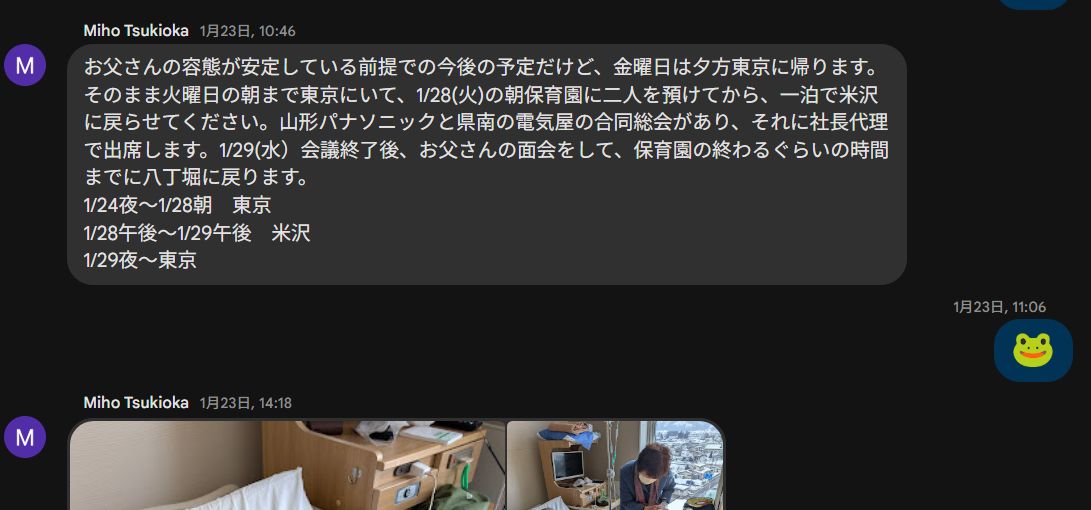 Miho Tsukioka 1月23日, 10:46
M
お父さんの容態が安定している前提での今後の予定だけど、金曜日は夕方東京に帰ります。
そのまま火曜日の朝まで東京にいて、1/28(火)の朝保育園に二人を預けてから、一泊で米沢
に戻らせてください。山形パナソニックと県南の電気屋の合同総会があり、それに社長代理
で出席します。1/29(水）会議終了後、お父さんの面会をして、保育園の終わるぐらいの時間
までに八丁堀に戻ります。
1/24夜〜1/28朝　東京
1/28午後〜1/29午後　米沢
1/29夜〜東京
1月23日, 11:06
Miho Tsukioka 1月23日, 14:18
M